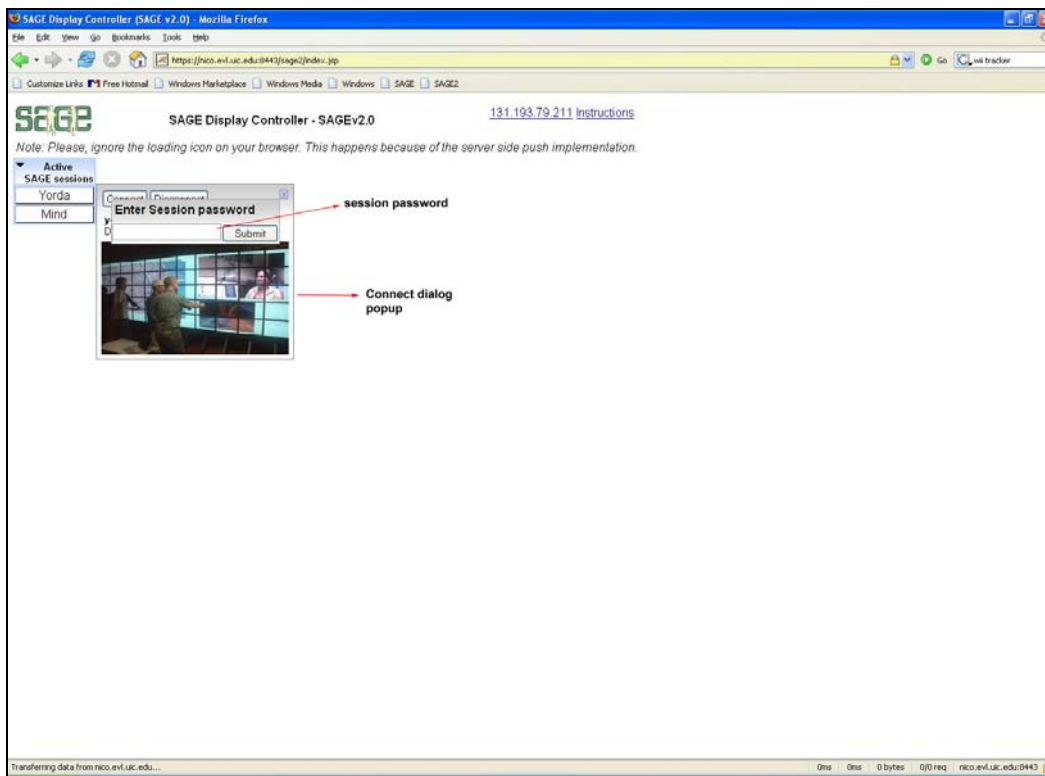 SAGE Display Controller (SAGE v2.0) - Mozilla Firefox
File Edit View Go Bookmarks Tools Help
https://nico.evl.uic.edu:8443/sage2/index.jsp
Go
wii tracker
Customize Links Free Hotmail Windows Marketplace Windows Media Windows SAGE SAGE2
SAGE
SAGE Display Controller - SAGEv2.0
131.193.79.211 Instructions
Note: Please, ignore the loading icon on your browser. This happens because of the server side push implementation.
Active
SAGE sessions
Yorda
Mind
Connect Disconnect
Enter Session password
Submit
session password
Connect dialog
popup
Transferring data from nico.evl.uic.edu...
0ms 0ms 0 bytes 0/0 req nico.evl.uic.edu:8443